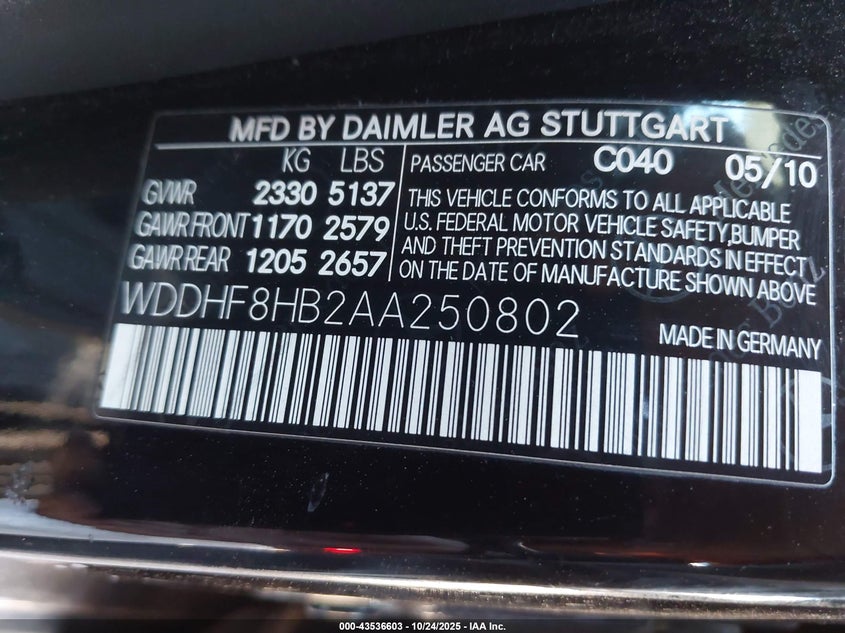 MFD BY DAIMLER AG STUTTGART
KG LBS
GVWR 2330 5137
GAWR FRONT 1170 2579
GAWR REAR 1205 2657
PASSENGER CAR C040 05/10
THIS VEHICLE CONFORMS TO ALL APPLICABLE
U.S. FEDERAL MOTOR VEHICLE SAFETY,BUMPER
AND THEFT PREVENTION STANDARDS IN EFFECT
ON THE DATE OF MANUFACTURE SHOWN ABOVE
WDDHF8HB2AA250802
MADE IN GERMANY
000-43536603 - 10/24/2025 - IAA Inc.